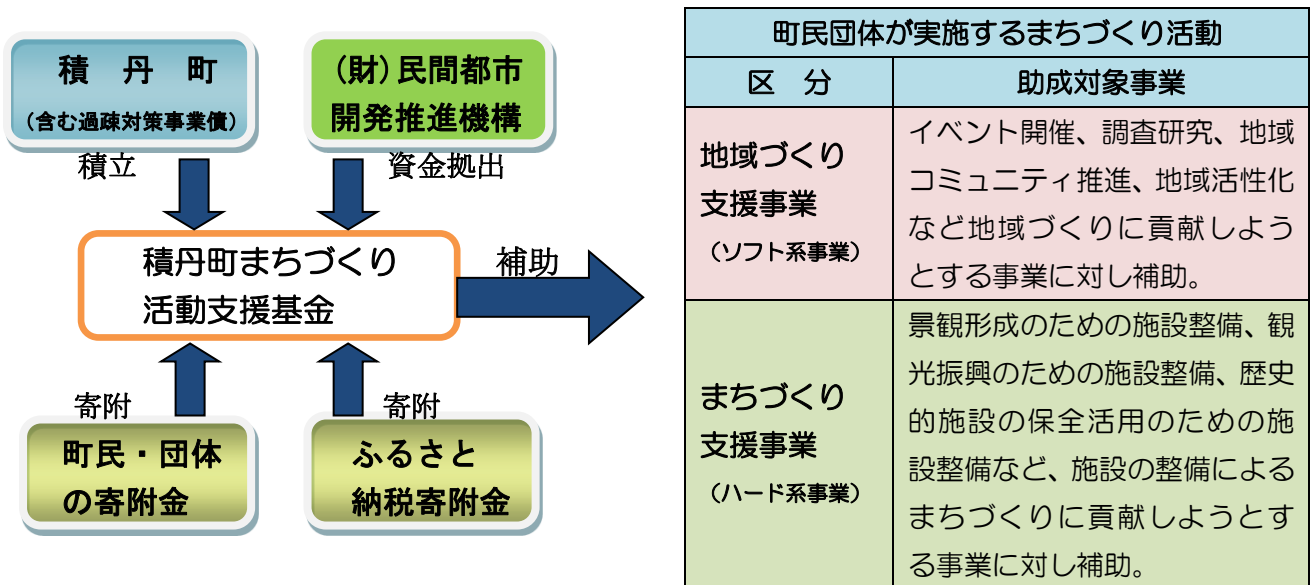 積 丹 町
(含む過疎対策事業債)
(財)民間都市
開発推進機構
積立
資金拠出
積丹町まちづくり
活動支援基金
補助
寄附
寄附
町民・団体
の寄附金
ふるさと
納税寄附金
町民団体が実施するまちづくり活動
区 分
助成対象事業
地域づくり
支援事業
(ソフト系事業)
イベント開催、調査研究、地域
コミュニティ推進、地域活性化
など地域づくりに貢献しよう
とする事業に対し補助。
まちづくり
支援事業
(ハード系事業)
景観形成のための施設整備、観
光振興のための施設整備、歴史
的施設の保全活用のための施
設整備など、施設の整備による
まちづくりに貢献しようとす
る事業に対し補助。